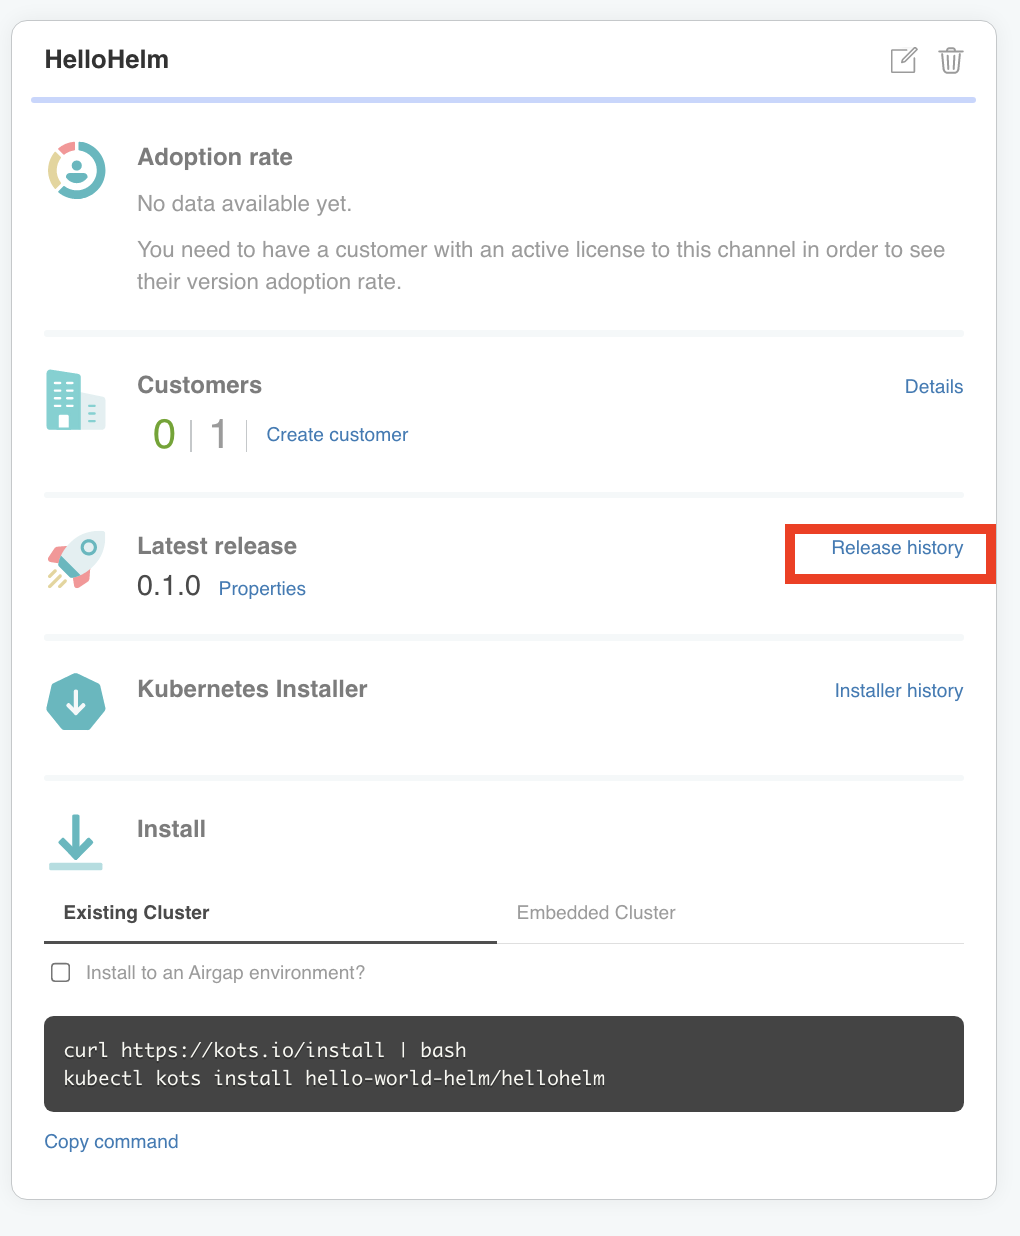 HelloHelm
Adoption rate
No data available yet.
You need to have a customer with an active license to this channel in order to see
their version adoption rate.
Customers
Details
0 | 1 | Create customer
Latest release
Release history
0.1.0 Properties
Kubernetes Installer
Installer history
Install
Existing Cluster
Embedded Cluster
Install to an Airgap environment?
curl https://kots.io/install | bash
kubectl kots install hello-world-helm/hellohelm
Copy command